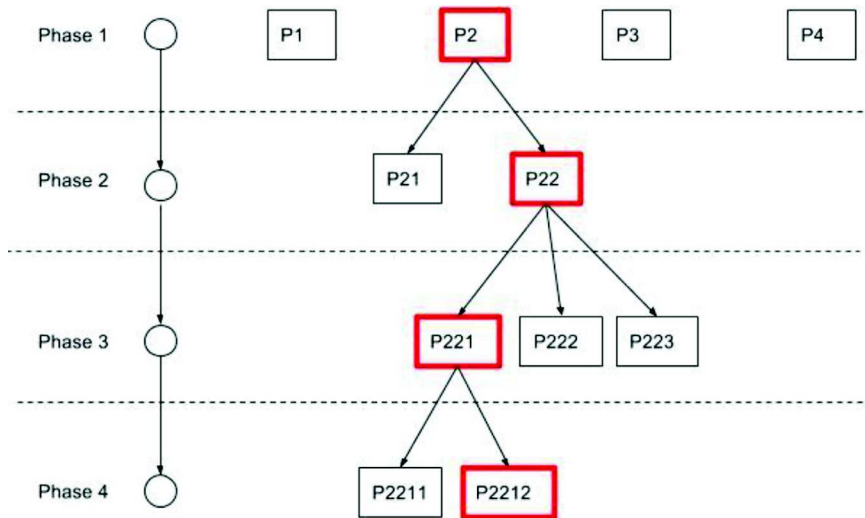 Phase 1 P1 P2 P3 P4
Phase 2 P21 P22
Phase 3 P221 P222 P223
Phase 4 P2211 P2212